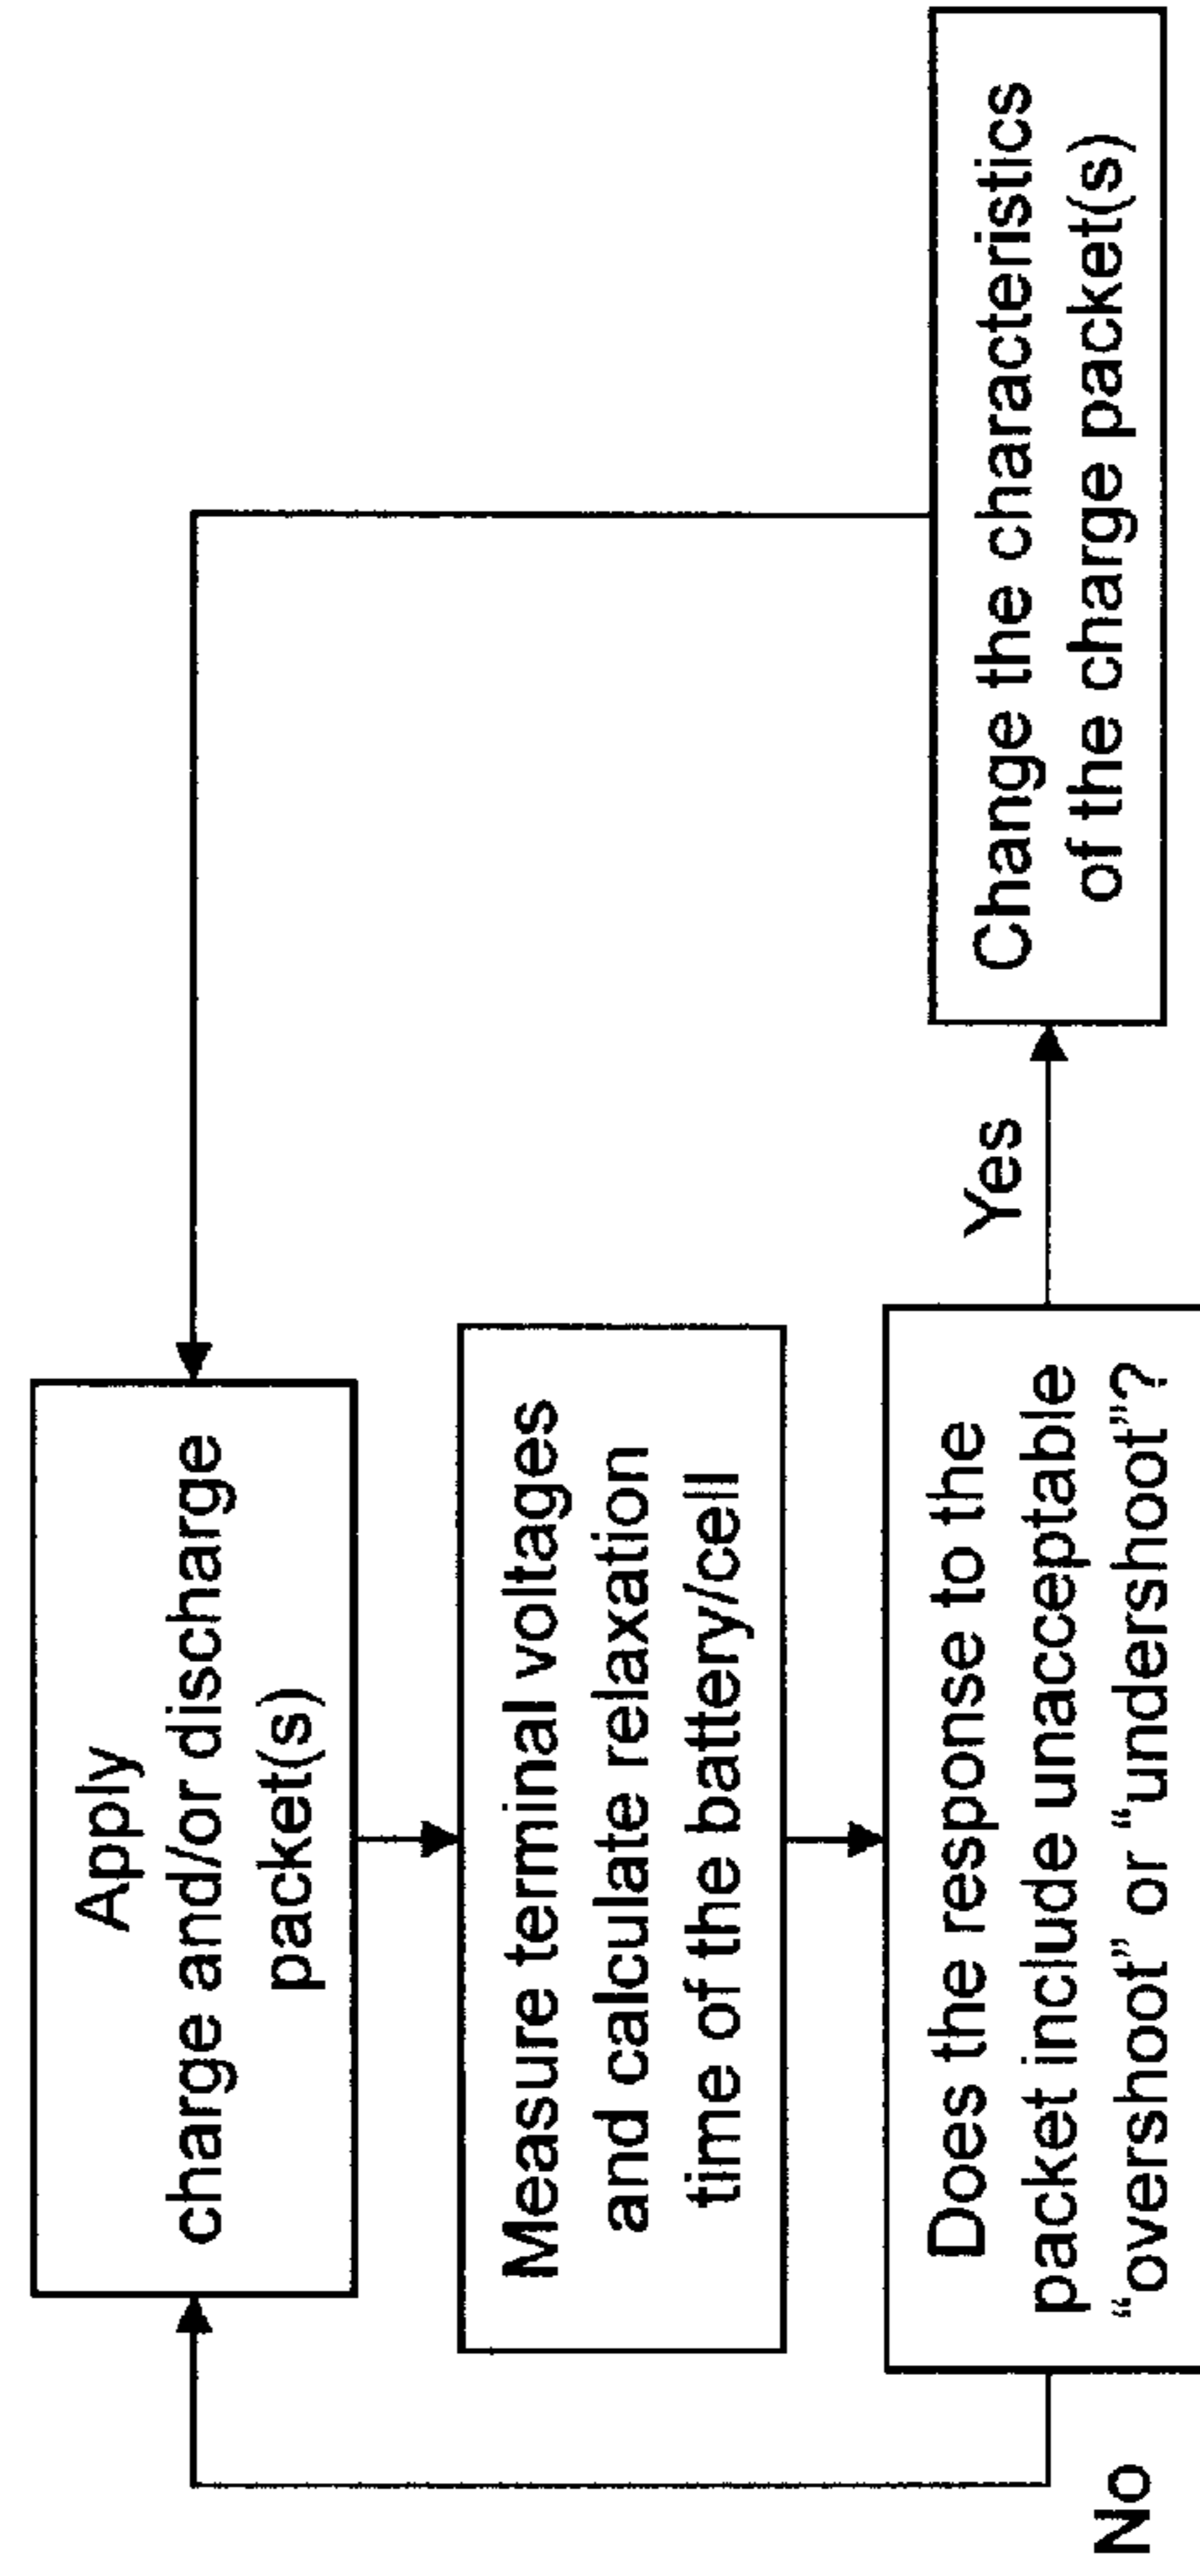 Apply
charge and/or discharge
packet(s)
Measure terminal voltages
and calculate relaxation
time of the battery/cell
Does the response to the
packet include unacceptable
“overshoot” or “undershoot”?
Yes
No
Change the characteristics
of the charge packet(s)